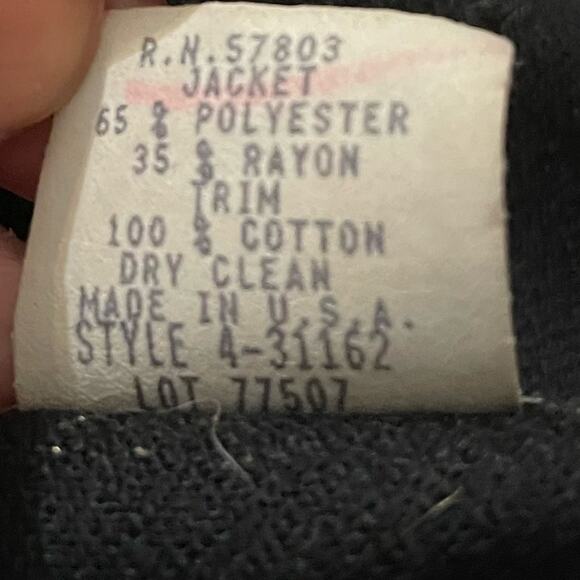 R.N.57803
JACKET
65 % POLYESTER
35 % RAYON
TRIM
100 % COTTON
DRY CLEAN
MADE IN U.S.A.
STYLE 4-31162
LOT 77507